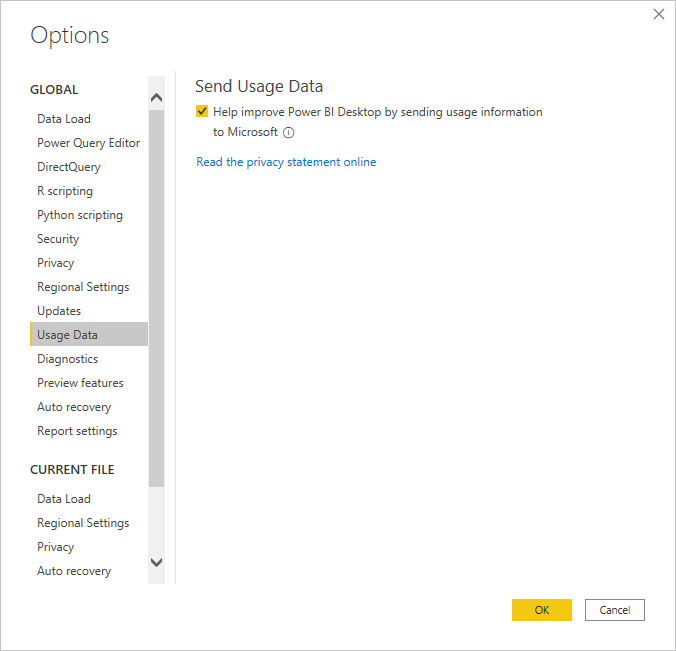 Options
GLOBAL
Data Load
Power Query Editor
DirectQuery
R scripting
Python scripting
Security
Privacy
Regional Settings
Updates
Usage Data
Diagnostics
Preview features
Auto recovery
Report settings
CURRENT FILE
Data Load
Regional Settings
Privacy
Auto recovery
Send Usage Data
Help improve Power BI Desktop by sending usage information
to Microsoft
Read the privacy statement online
OK
Cancel